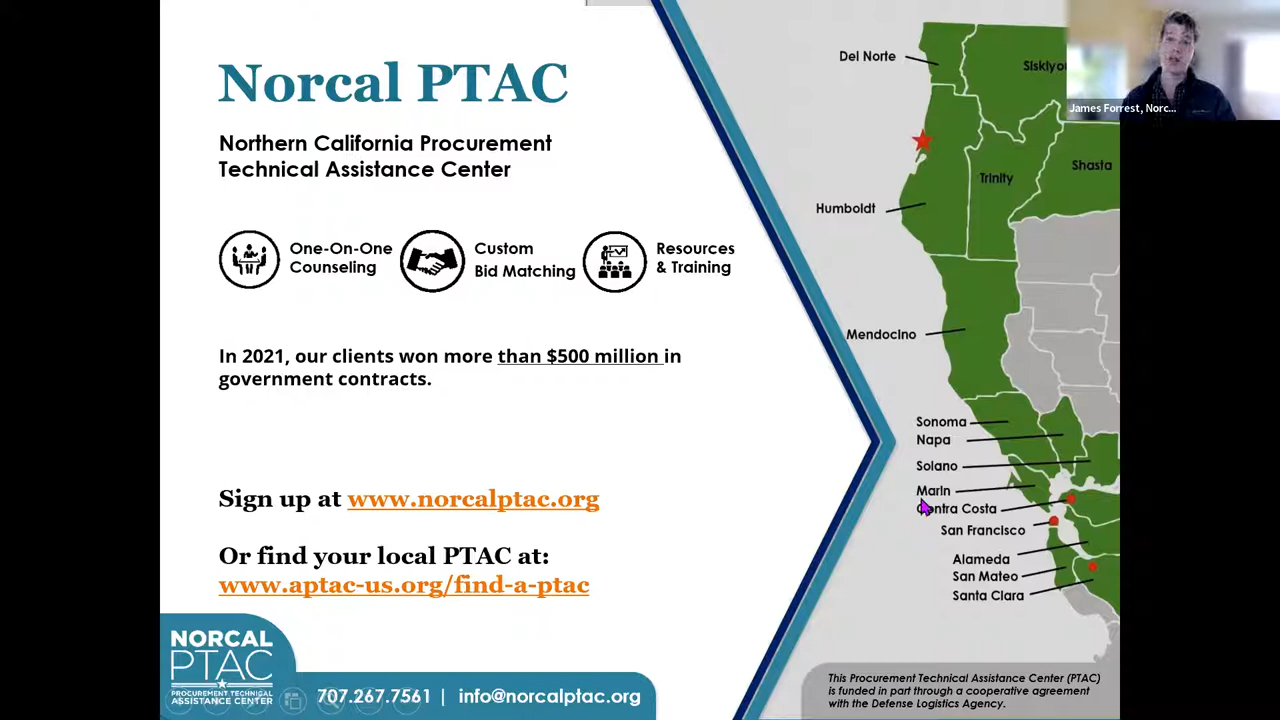 Norcal PTAC
Northern California Procurement
Technical Assistance Center
One-On-One
Counseling
Custom
Bid Matching
Resources
& Training
In 2021, our clients won more than $500 million in
government contracts.
Sign up at www.norcalptac.org
Or find your local PTAC at:
www.aptac-us.org/find-a-ptac
NORCAL
PTAC
PROCUREMENT TECHNICAL
ASSISTANCE CENTER
707.267.7561 | info@norcalptac.org
Del Norte
Siskiyou
Shasta
Trinity
Humboldt
Mendocino
Sonoma
Napa
Solano
Marin
Contra Costa
San Francisco
Alameda
San Mateo
Santa Clara
This Procurement Technical Assistance Center (PTAC)
is funded in part through a cooperative agreement
with the Defense Logistics Agency.
James Forrest, Norc...